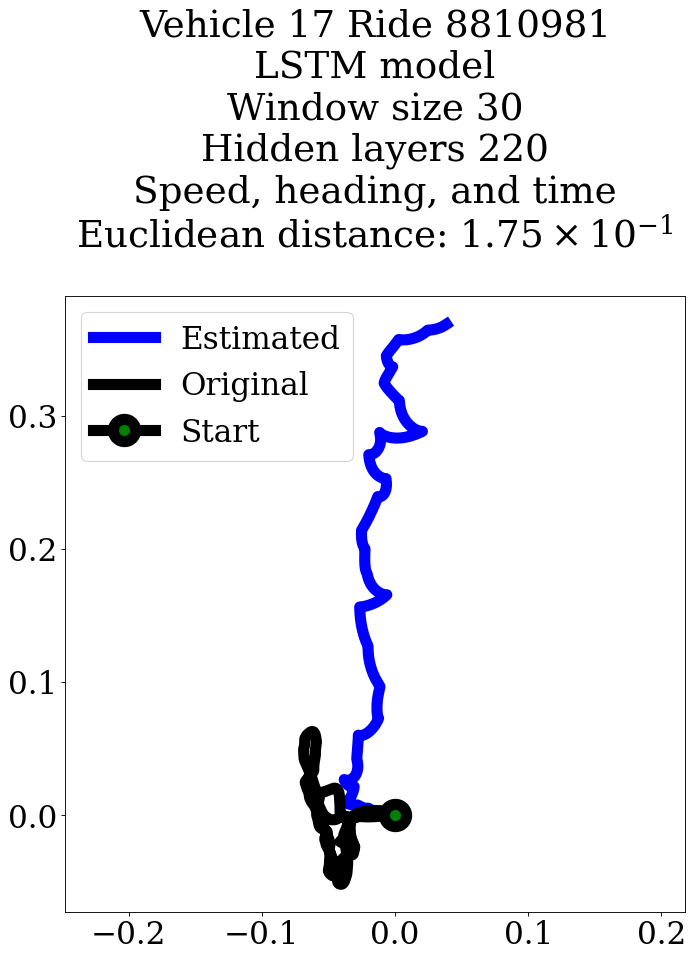 Vehicle 17 Ride 8810981
LSTM model
Window size 30
Hidden layers 220
Speed, heading, and time
Euclidean distance: 1.75 × 10⁻¹
Estimated
Original
Start
0.3
0.2
0.1
0.0
−0.2 −0.1 0.0 0.1 0.2